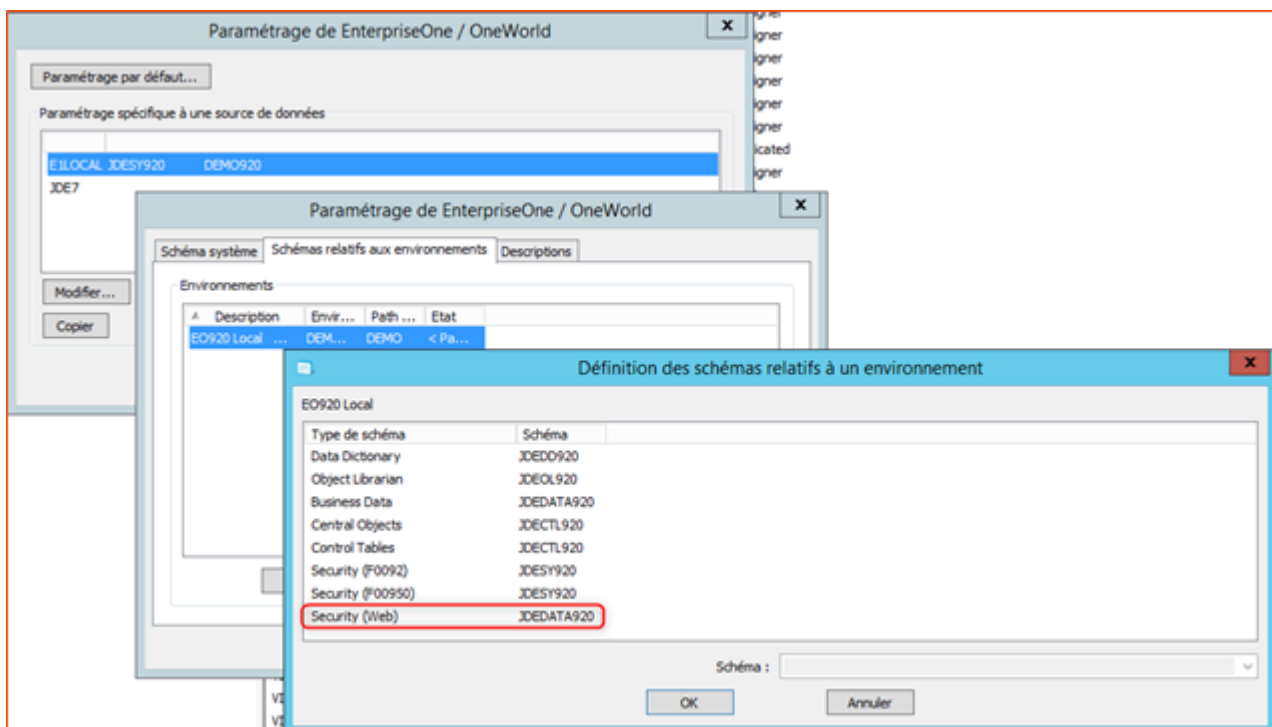 Paramétrage de EnterpriseOne / OneWorld
x
Paramétrage par défaut...
Paramétrage spécifique à une source de données
E1LOCAL JDESY920 DEMO920
JDE7
Modifier...
Copier
Paramétrage de EnterpriseOne / OneWorld
x
Schéma système
Schémas relatifs aux environnements
Descriptions
Environnements
Description Envir... Path ... Etat
EO920 Local ... DEM... DEMO < Pa...
Définition des schémas relatifs à un environnement
x
EO920 Local
Type de schéma Schéma
Data Dictionary JDEDD920
Object Librarian JDEOL920
Business Data JDEDATA920
Central Objects JDECTL920
Control Tables JDECTL920
Security (F0092) JDESY920
Security (F00950) JDESY920
Security (Web) JDEDATA920
Schéma :
OK
Annuler